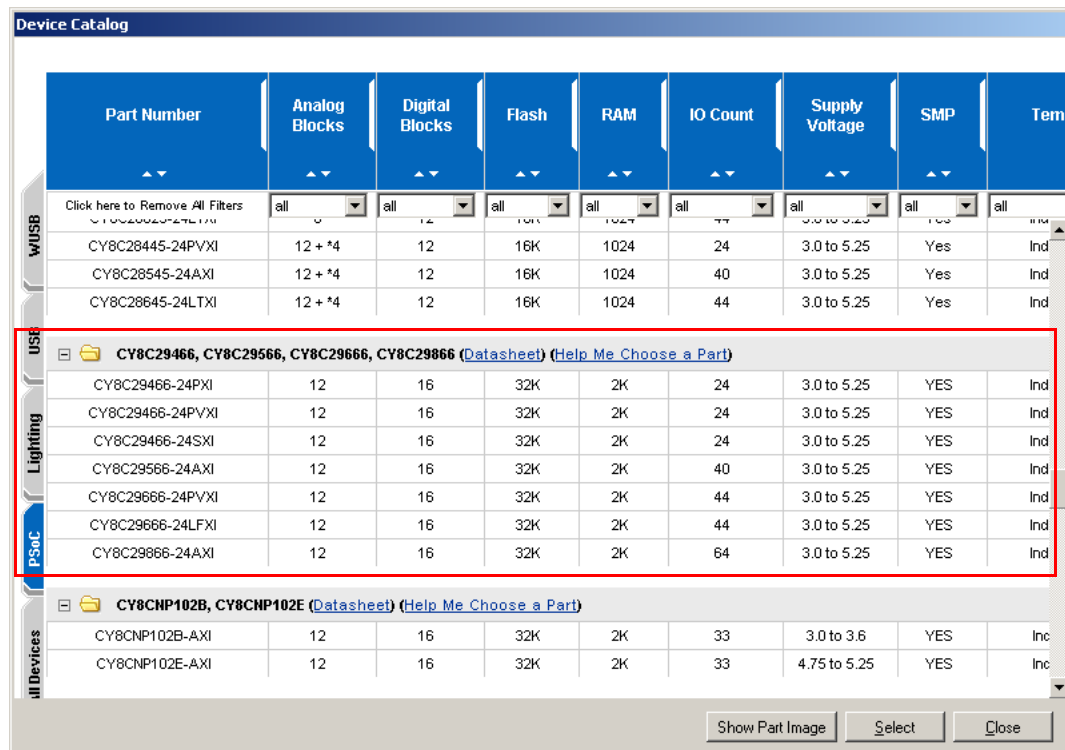 Device Catalog
Part Number Analog Blocks Digital Blocks Flash RAM IO Count Supply Voltage SMP Tem
Click here to Remove All Filters all all all all all all all all
CY8C28445-24PVXI 12 + *4 12 16K 1024 24 3.0 to 5.25 Yes Ind
CY8C28545-24AXI 12 + *4 12 16K 1024 40 3.0 to 5.25 Yes Ind
CY8C28645-24LTXI 12 + *4 12 16K 1024 44 3.0 to 5.25 Yes Ind
CY8C29466, CY8C29566, CY8C29666, CY8C29866 (Datasheet) (Help Me Choose a Part)
CY8C29466-24PXI 12 16 32K 2K 24 3.0 to 5.25 YES Ind
CY8C29466-24PVXI 12 16 32K 2K 24 3.0 to 5.25 YES Ind
CY8C29466-24SXI 12 16 32K 2K 24 3.0 to 5.25 YES Ind
CY8C29566-24AXI 12 16 32K 2K 40 3.0 to 5.25 YES Ind
CY8C29666-24PVXI 12 16 32K 2K 44 3.0 to 5.25 YES Ind
CY8C29666-24LFXI 12 16 32K 2K 44 3.0 to 5.25 YES Ind
CY8C29866-24AXI 12 16 32K 2K 64 3.0 to 5.25 YES Ind
CY8CNP102B, CY8CNP102E (Datasheet) (Help Me Choose a Part)
CY8CNP102B-AXI 12 16 32K 2K 33 3.0 to 3.6 YES Inc
CY8CNP102E-AXI 12 16 32K 2K 33 4.75 to 5.25 YES Inc
WUSB
USB
Lighting
PSoC
ll Devices
Show Part Image Select Close